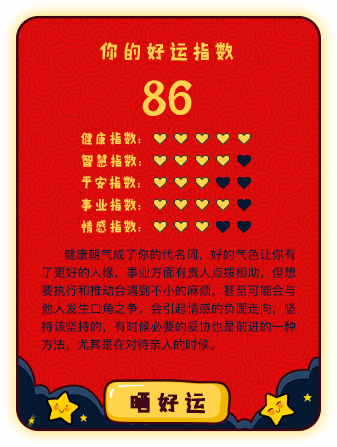 你的好运指数
86
健康指数：
智慧指数：
平安指数：
事业指数：
情感指数：
健康朝气成了你的代名词，好的气色让你有
了更好的人缘，事业方面有贵人点拨相助，但想
要执行和推动会遇到不小的麻烦，甚至可能会与
他人发生口角之争，会引起情感的负面走向，坚
持该坚持的，有时候必要的妥协也是前进的一种
方法，尤其是在对待亲人的时候。
晒好运